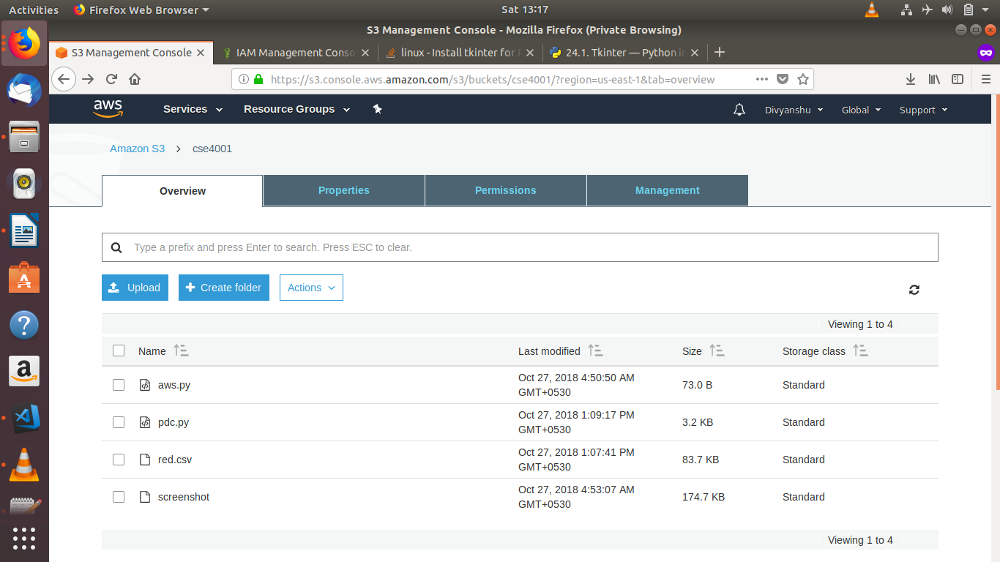 Activities Firefox Web Browser Sat 13:17
S3 Management Console - Mozilla Firefox (Private Browsing)
S3 Management Console IAM Management Conso linux - Install tkinter for 24.1. Tkinter — Python in
https://s3.console.aws.amazon.com/s3/buckets/cse4001/?region=us-east-1&tab=overview
aws Services Resource Groups Divyanshu Global Support
Amazon S3 > cse4001
Overview Properties Permissions Management
Type a prefix and press Enter to search. Press ESC to clear.
Upload Create folder Actions
Viewing 1 to 4
Name Last modified Size Storage class
aws.py Oct 27, 2018 4:50:50 AM 73.0 B Standard
GMT+0530
pdc.py Oct 27, 2018 1:09:17 PM 3.2 KB Standard
GMT+0530
red.csv Oct 27, 2018 1:07:41 PM 83.7 KB Standard
GMT+0530
screenshot Oct 27, 2018 4:53:07 AM 174.7 KB Standard
GMT+0530
Viewing 1 to 4